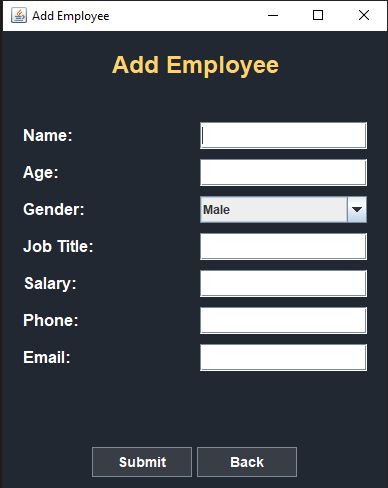 Add Employee
Add Employee
Name:
Age:
Gender: Male
Job Title:
Salary:
Phone:
Email:
Submit Back